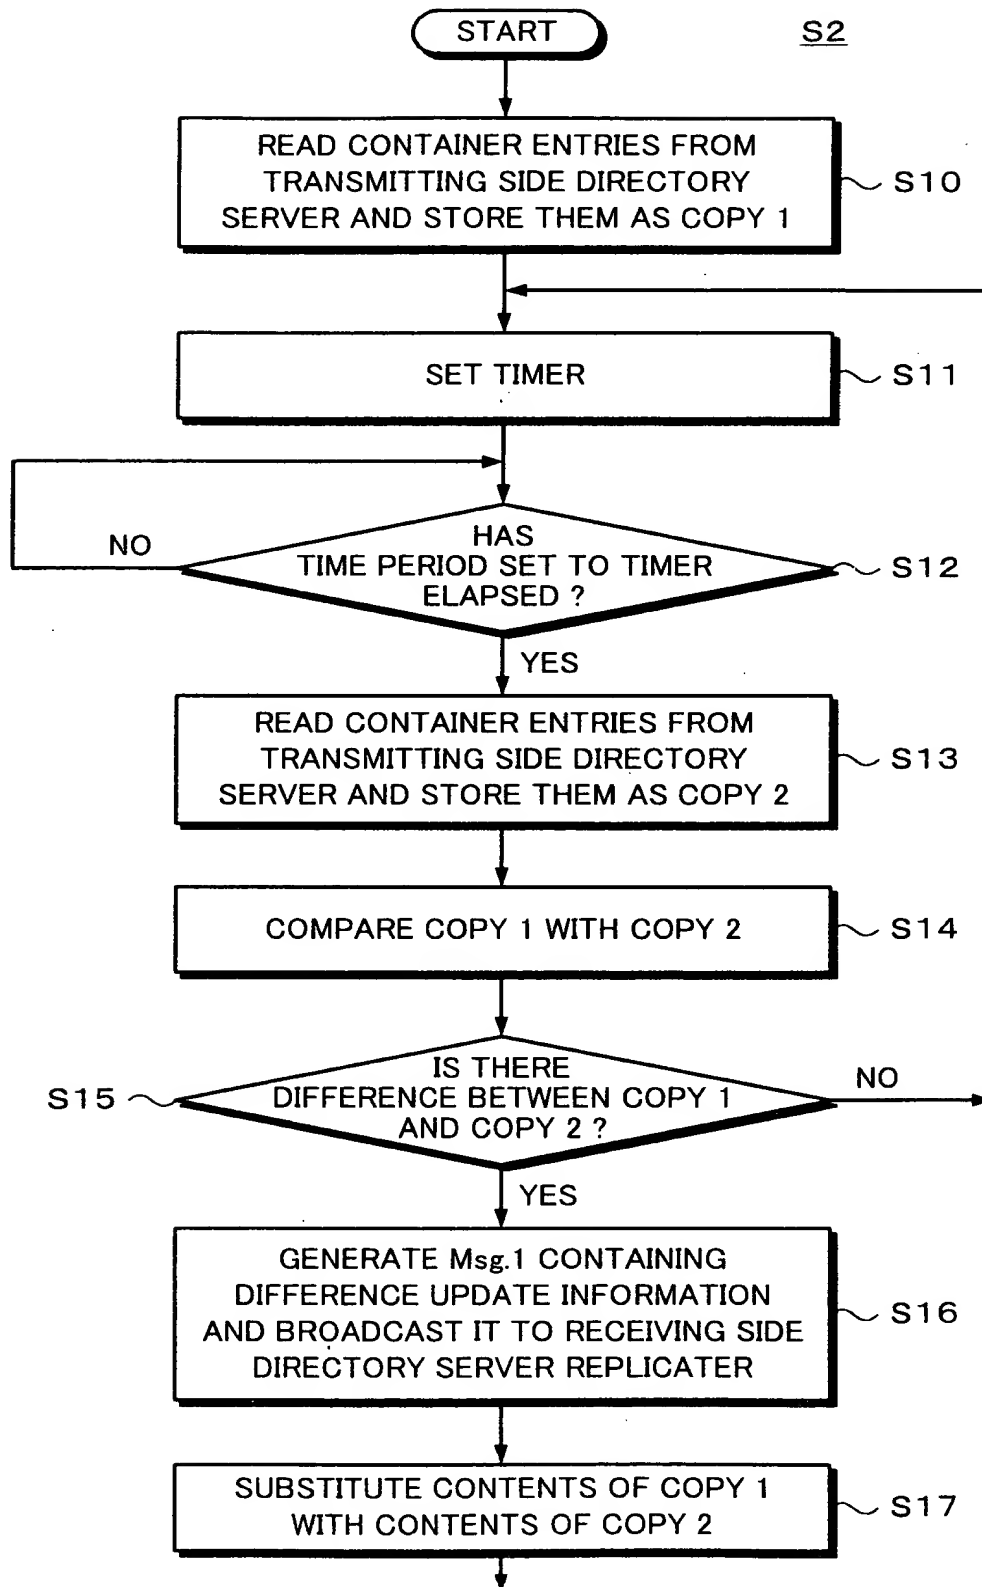 START
S2
READ CONTAINER ENTRIES FROM
TRANSMITTING SIDE DIRECTORY
SERVER AND STORE THEM AS COPY 1
S10
SET TIMER
S11
HAS
TIME PERIOD SET TO TIMER
ELAPSED ?
NO
S12
YES
READ CONTAINER ENTRIES FROM
TRANSMITTING SIDE DIRECTORY
SERVER AND STORE THEM AS COPY 2
S13
COMPARE COPY 1 WITH COPY 2
S14
S15
IS THERE
DIFFERENCE BETWEEN COPY 1
AND COPY 2 ?
NO
YES
GENERATE Msg.1 CONTAINING
DIFFERENCE UPDATE INFORMATION
AND BROADCAST IT TO RECEIVING SIDE
DIRECTORY SERVER REPLICATER
S16
SUBSTITUTE CONTENTS OF COPY 1
WITH CONTENTS OF COPY 2
S17